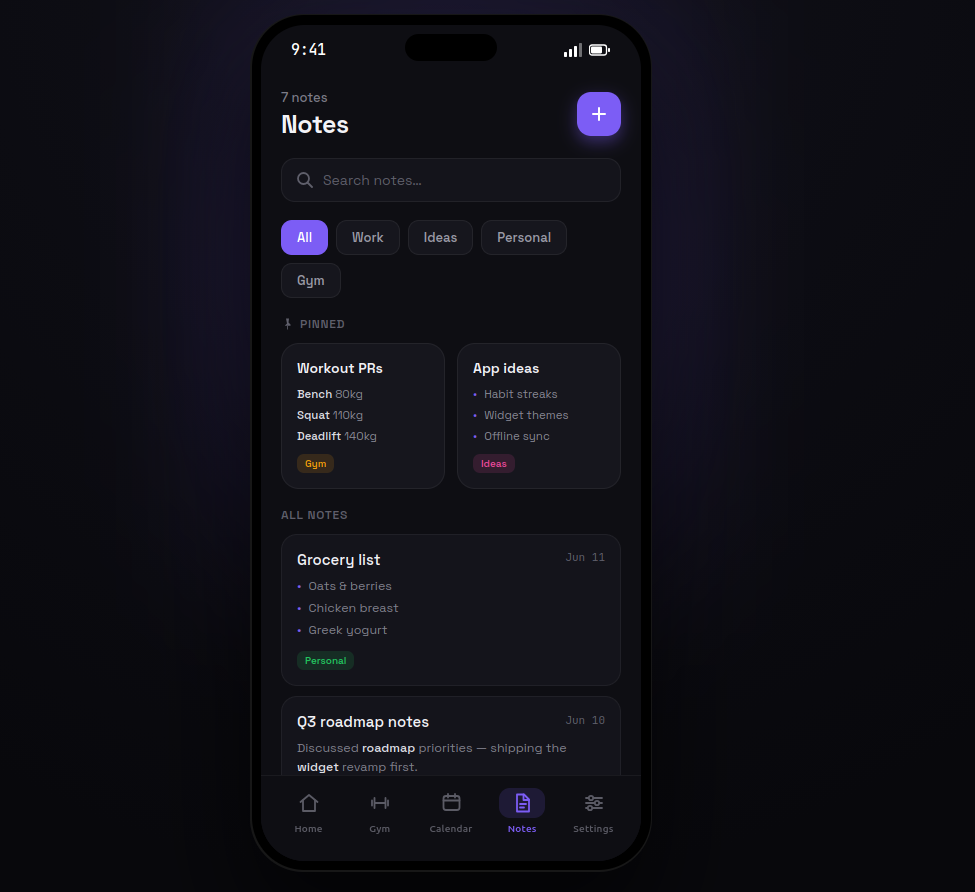 9:41
7 notes
Notes
Search notes…
All Work Ideas Personal
Gym
PINNED
Workout PRs
Bench 80kg
Squat 110kg
Deadlift 140kg
Gym
App ideas
• Habit streaks
• Widget themes
• Offline sync
Ideas
ALL NOTES
Grocery list Jun 11
• Oats & berries
• Chicken breast
• Greek yogurt
Personal
Q3 roadmap notes Jun 10
Discussed roadmap priorities — shipping the
widget revamp first.
Home Gym Calendar Notes Settings